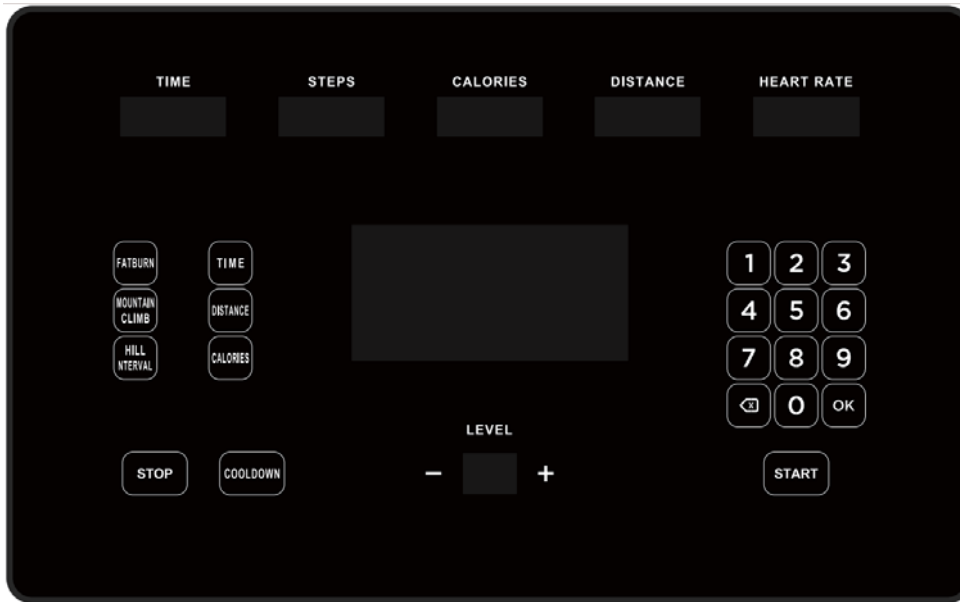 TIME STEPS CALORIES DISTANCE HEART RATE
FATBURN TIME
MOUNTAIN
CLIMB
DISTANCE
HILL
NTERVAL
CALORIES
1 2 3
4 5 6
7 8 9
X 0 OK
LEVEL
- +
STOP COOLDOWN
START